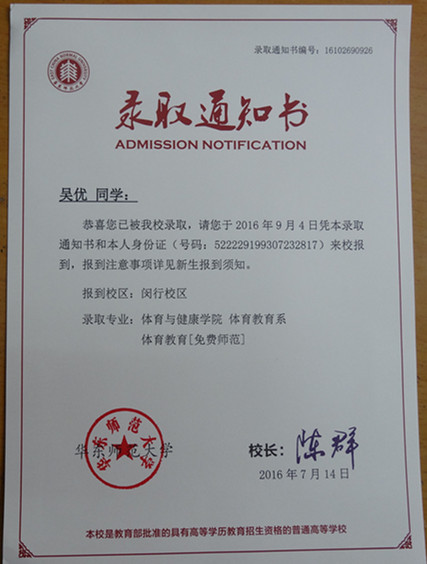 录取通知书编号:16102690926
录取通知书
ADMISSION NOTIFICATION
吴优 同学:
恭喜您已被我校录取,请您于 2016 年 9 月 4 日凭本录取
通知书和本人身份证(号码:522229199307232817)来校报
到,报到注意事项详见新生报到须知。
报到校区:闵行校区
录取专业:体育与健康学院 体育教育系
体育教育[免费师范]
华东师范大学
华东师范大学
校长:陈群
2016 年 7 月 14 日
本校是教育部批准的具有高等学历教育招生资格的普通高等学校